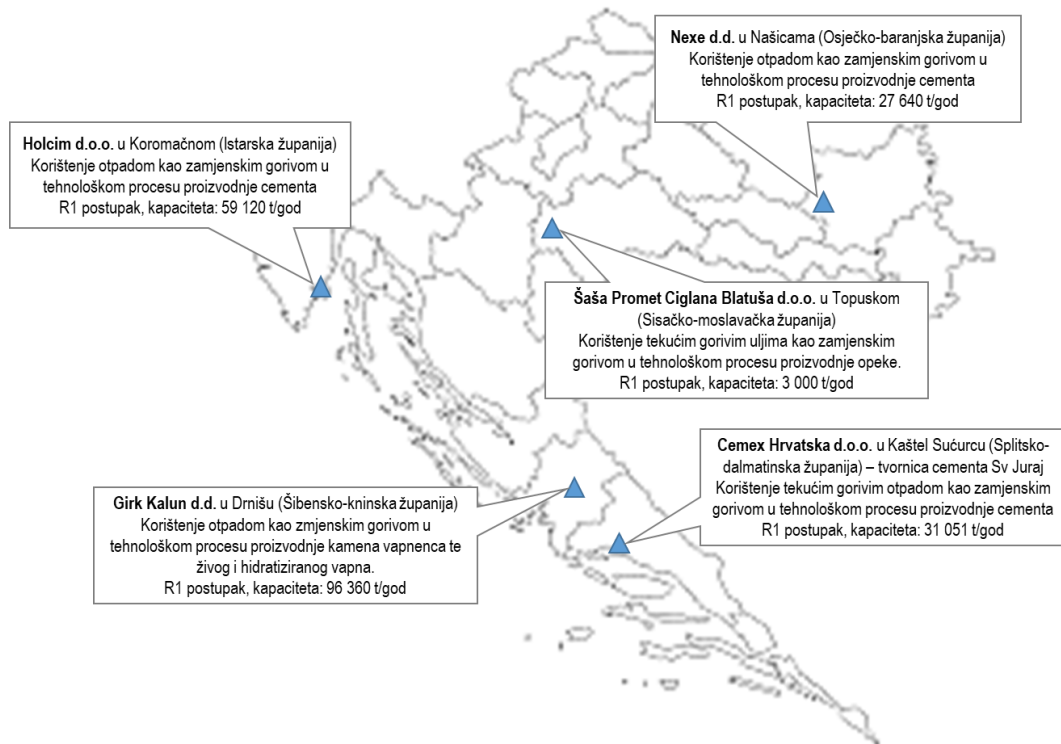 Nexe d.d. u Našicama (Osječko-baranjska županija)
Korištenje otpadom kao zamjenskim gorivom u
tehnološkom procesu proizvodnje cementa
R1 postupak, kapaciteta: 27 640 t/god
Holcim d.o.o. u Koromačnom (Istarska županija)
Korištenje otpadom kao zamjenskim gorivom u
tehnološkom procesu proizvodnje cementa
R1 postupak, kapaciteta: 59 120 t/god
Šaša Promet Ciglana Blatuša d.o.o. u Topuskom
(Sisačko-moslavačka županija)
Korištenje tekućim gorivim uljima kao zamjenskim
gorivom u tehnološkom procesu proizvodnje opeke.
R1 postupak, kapaciteta: 3 000 t/god
Cemex Hrvatska d.o.o. u Kaštel Sućurcu (Splitsko-
dalmatinska županija) – tvornica cementa Sv Juraj
Korištenje tekućim gorivim otpadom kao zamjenskim
gorivom u tehnološkom procesu proizvodnje cementa
R1 postupak, kapaciteta: 31 051 t/god
Girk Kalun d.d. u Drnišu (Šibensko-kninska županija)
Korištenje otpadom kao zmjenskim gorivom u
tehnološkom procesu proizvodnje kamena vapnenca te
živog i hidratiziranog vapna.
R1 postupak, kapaciteta: 96 360 t/god